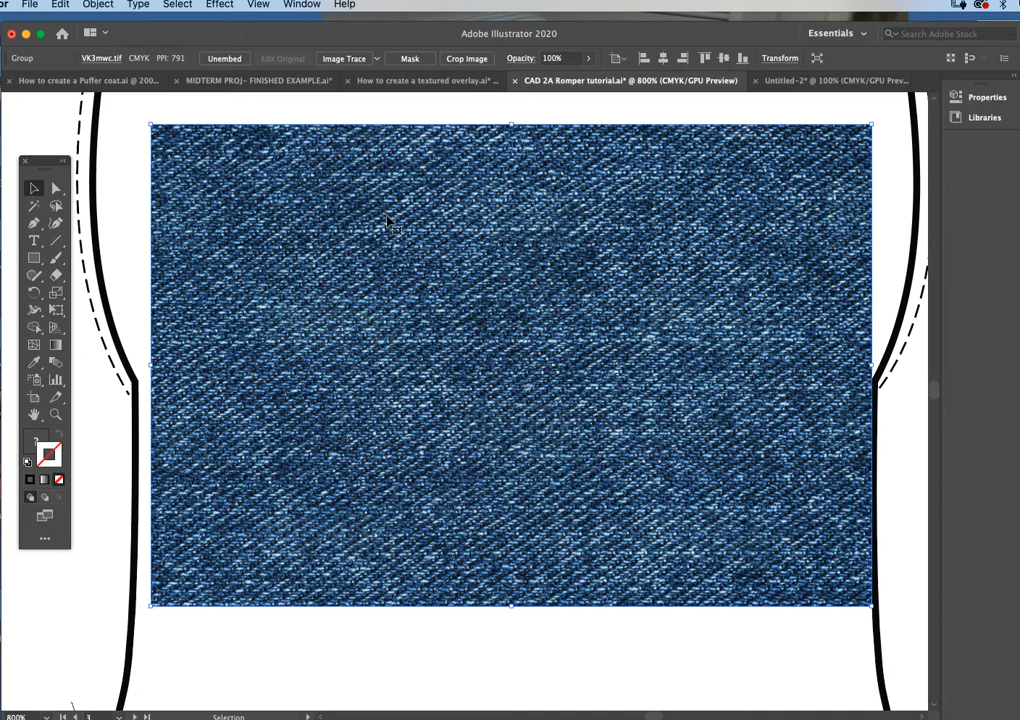 or File Edit Object Type Select Effect View Window Help
Adobe Illustrator 2020
Essentials
Search Adobe Stock
Group VK3mwc.tif CMYK PPI: 791 Unembed Edit Original Image Trace Mask Crop Image Opacity: 100% Transform
How to create a Puffer coat.ai @ 200... MIDTERM PROJ- FINISHED EXAMPLE.ai* How to create a textured overlay.ai* ... CAD 2A Romper tutorial.ai* @ 800% (CMYK/GPU Preview) Untitled-2* @ 100% (CMYK/GPU Prev...
Properties
Libraries
800% 3 Selection